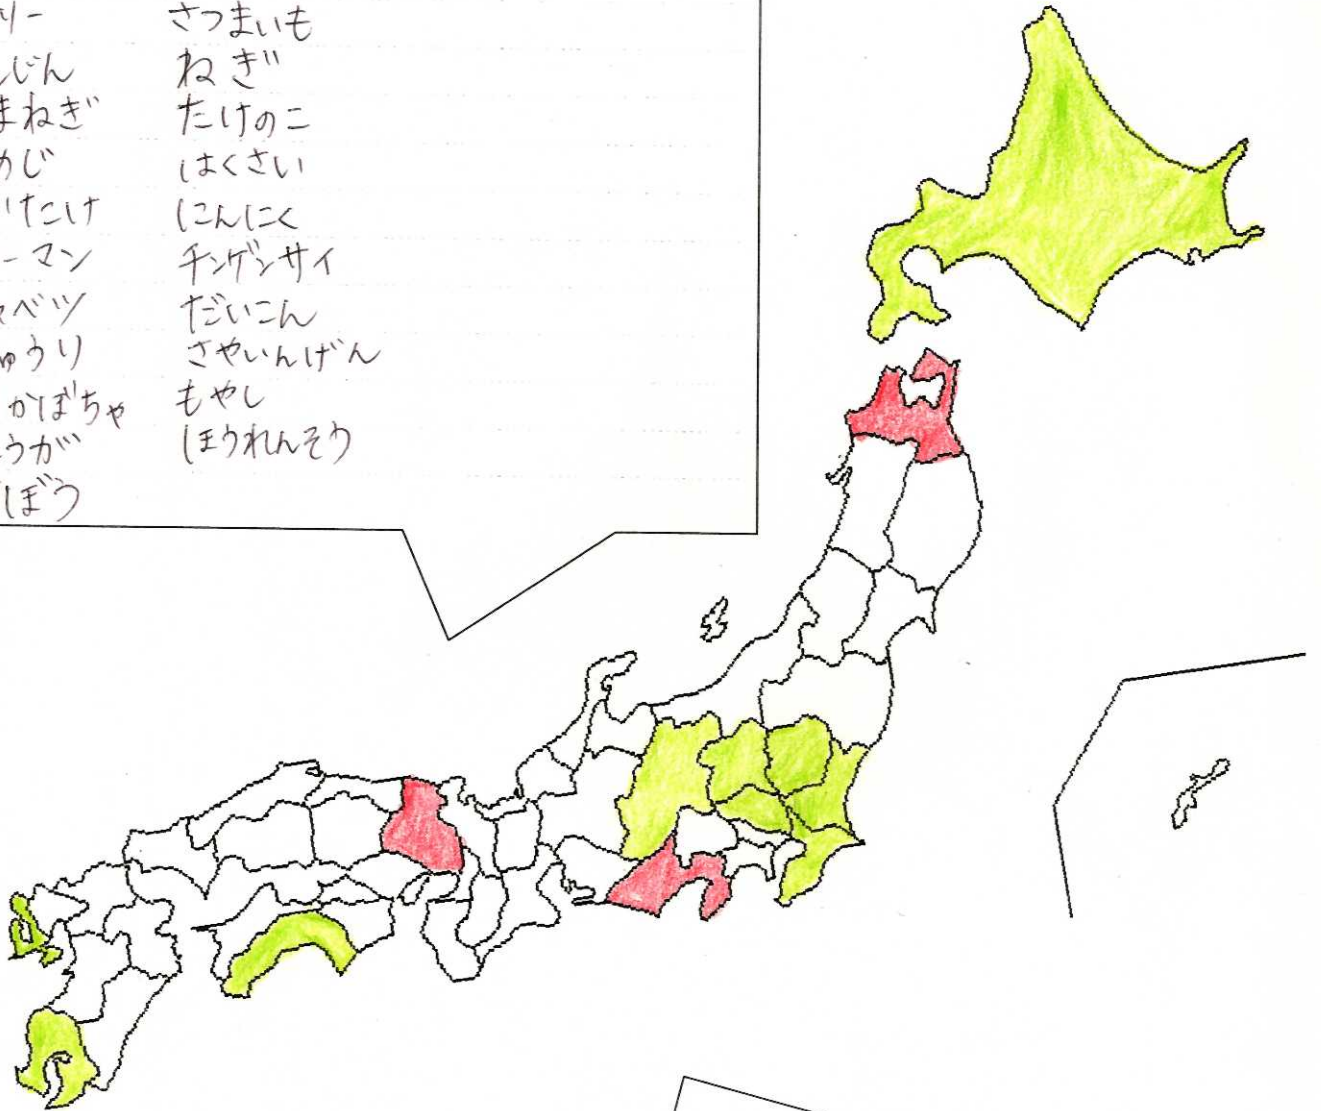 リー
んじん
まねぎ
めじ
いたけ
ーマン
ャベツ
ゅうり
かぼちゃ
うが
ぼう
さつまいも
ねぎ
たけのこ
はくさい
にんにく
チンゲンサイ
だいこん
さやいんげん
もやし
ほうれんそう